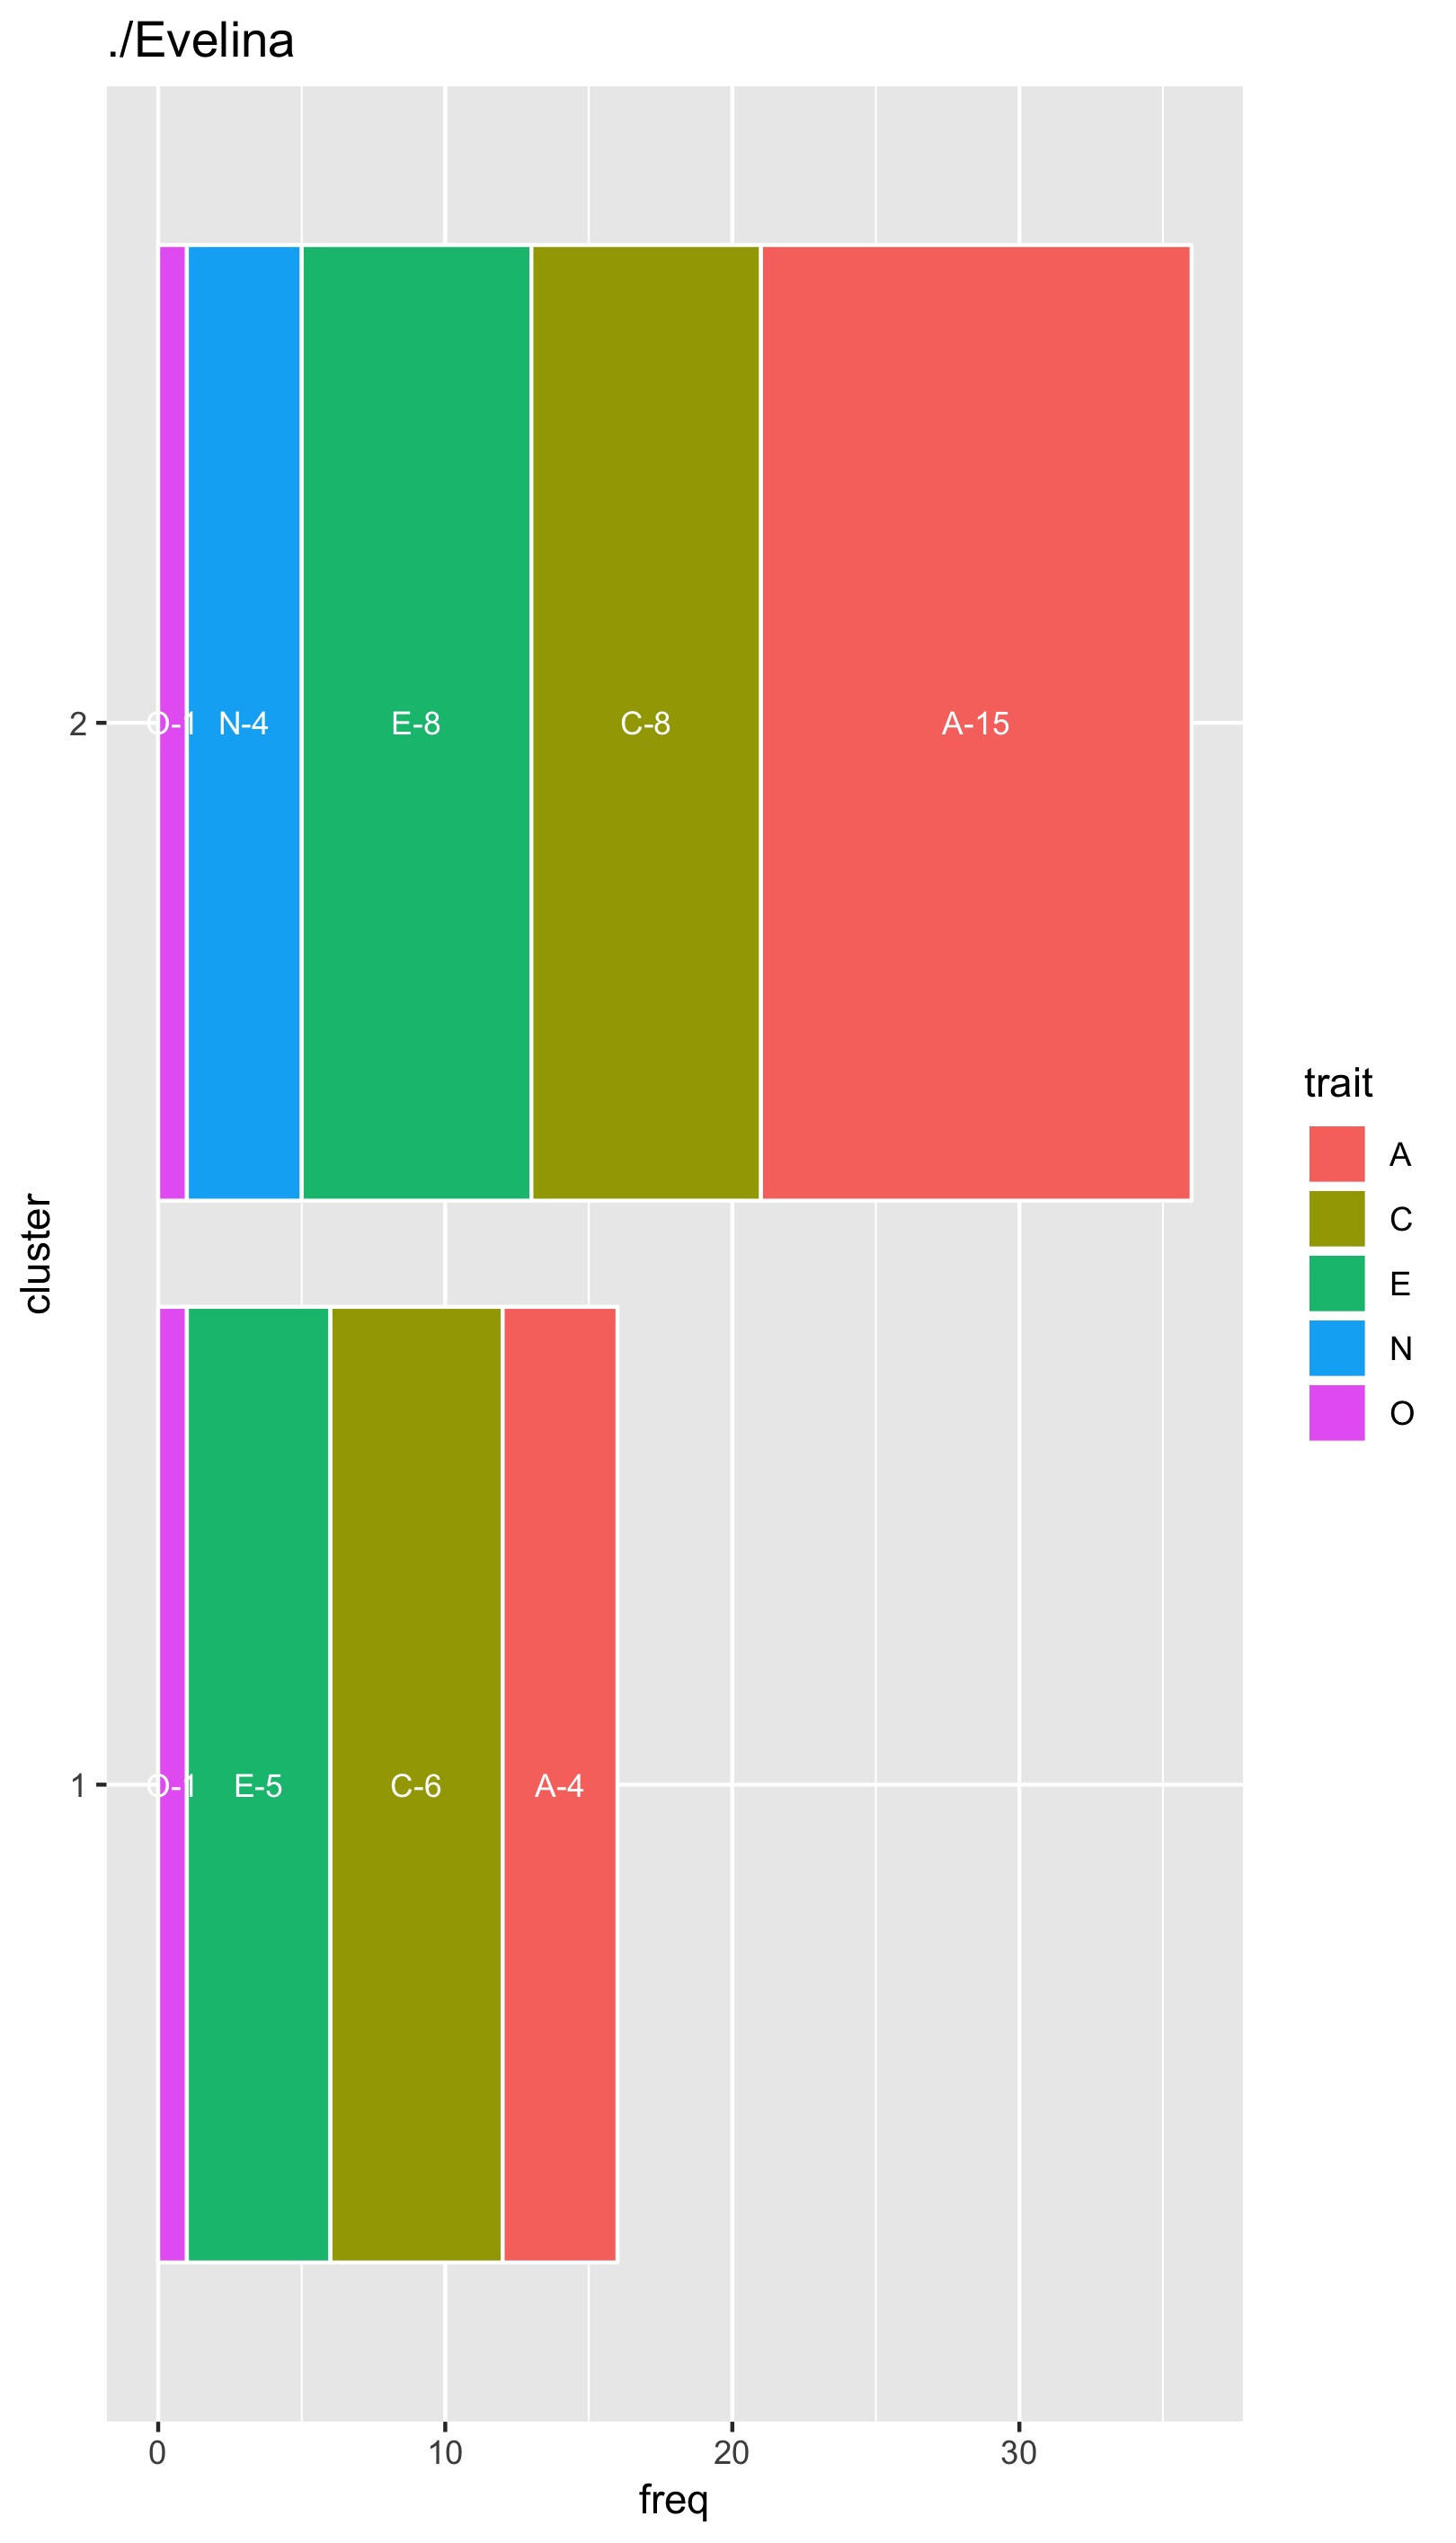 ./Evelina
2
O-1 N-4 E-8 C-8 A-15
cluster
1
O-1 E-5 C-6 A-4
0 10 20 30
freq
trait
A
C
E
N
O